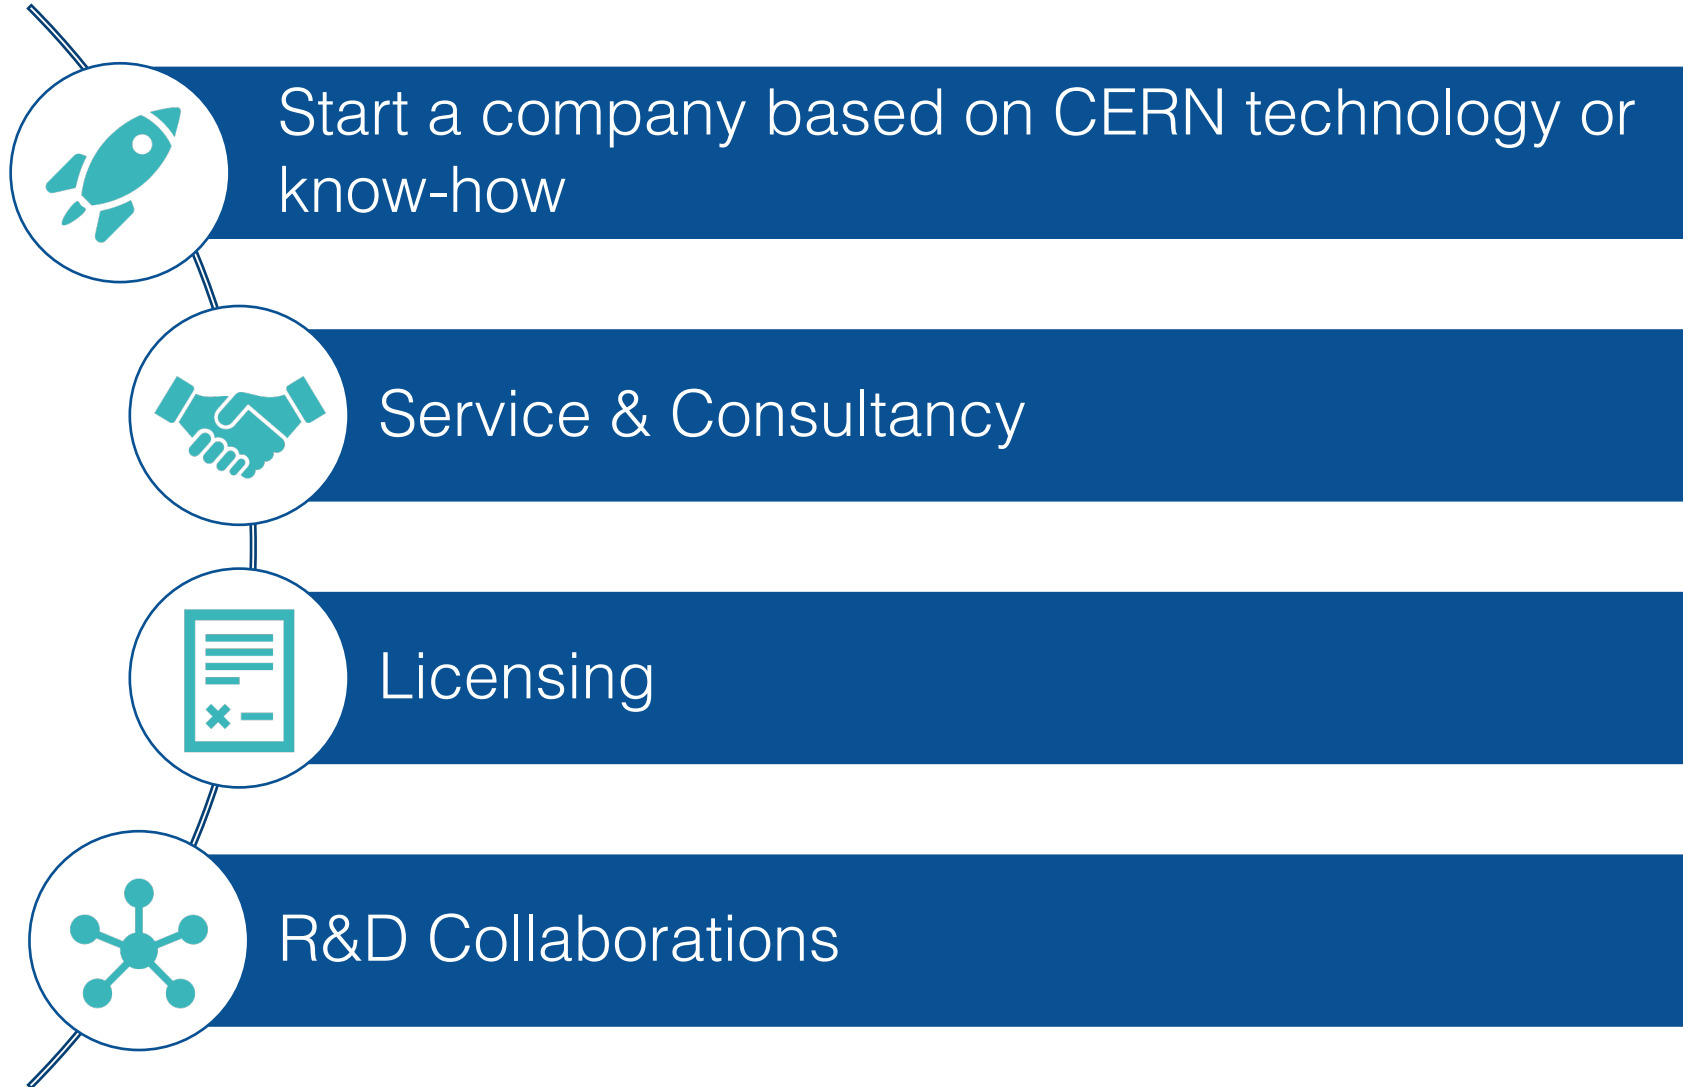 Start a company based on CERN technology or
know-how
Service & Consultancy
Licensing
R&D Collaborations